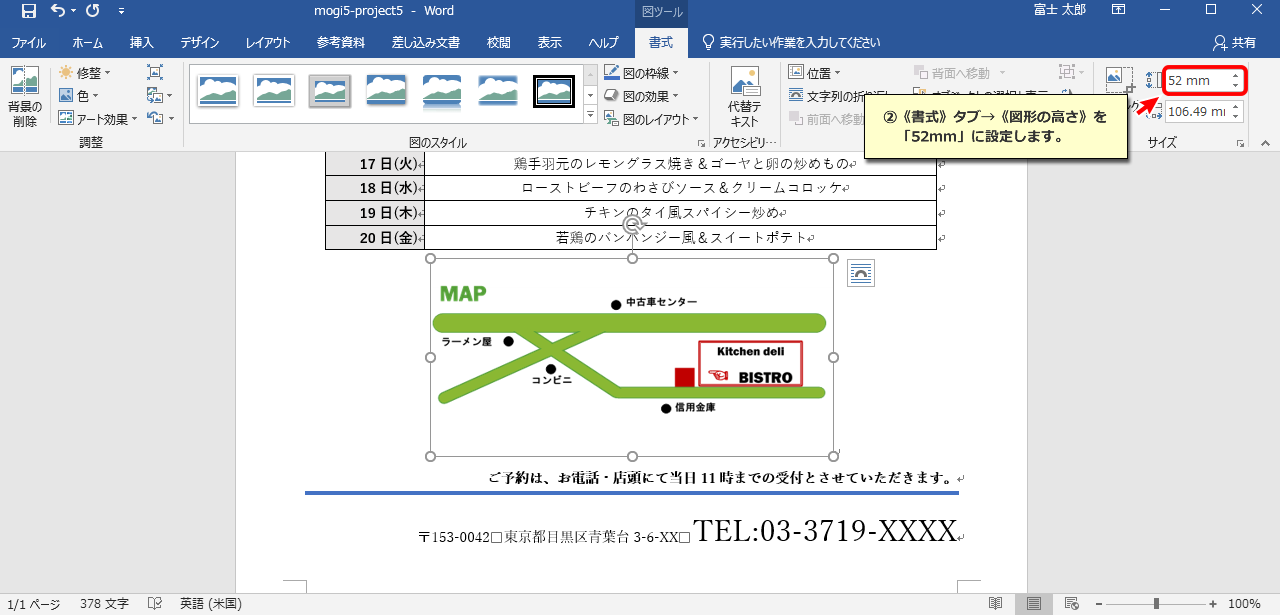 mogi5-project5 - Word
図ツール
富士 太郎
ファイル ホーム 挿入 デザイン レイアウト 参考資料 差し込み文書 校閲 表示 ヘルプ 書式 実行したい作業を入力してください 共有
背景の
削除
修整
色
アート効果
調整
図のスタイル
図の枠線
図の効果
図のレイアウト
代替テ
キスト
アクセシビリ…
位置
文字列の折り返し
前面へ移動
背面へ移動
52 mm
106.49 m
サイズ
②《書式》タブ→《図形の高さ》を
「52mm」に設定します。
17 日(火) 鶏手羽元のレモングラス焼き＆ゴーヤと卵の炒めもの
18 日(水) ローストビーフのわさびソース＆クリームコロッケ
19 日(木) チキンのタイ風スパイシー炒め
20 日(金) 若鶏のバンバンジー風＆スイートポテト
MAP
中古車センター
ラーメン屋
コンビニ
Kitchen deli
BISTRO
信用金庫
ご予約は、お電話・店頭にて当日 11 時までの受付とさせていただきます。
〒153-0042□東京都目黒区青葉台 3-6-XX□TEL:03-3719-XXXX
1/1 ページ 378 文字 英語 (米国) 100%